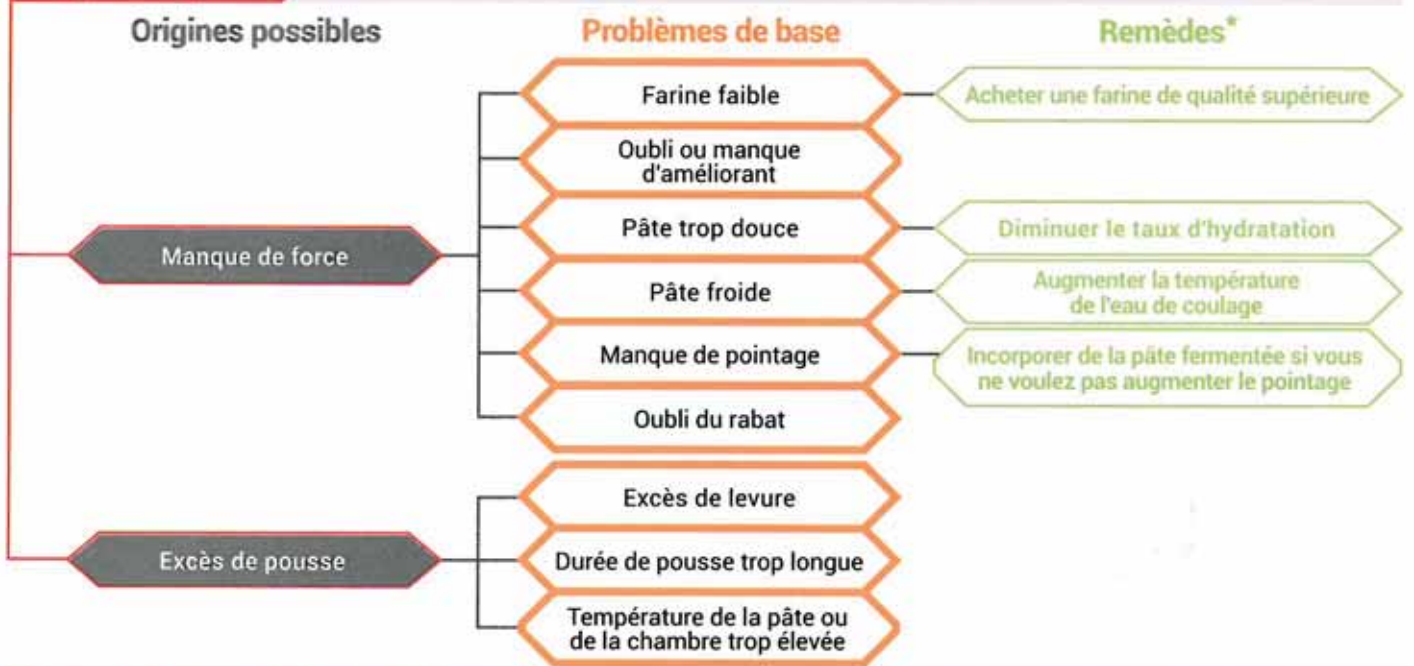 Origines possibles
Problèmes de base
Remèdes*
Manque de force
Farine faible
Acheter une farine de qualité supérieure
Oubli ou manque
d'améliorant
Pâte trop douce
Diminuer le taux d'hydratation
Pâte froide
Augmenter la température
de l'eau de coulage
Manque de pointage
Incorporer de la pâte fermentée si vous
ne voulez pas augmenter le pointage
Oubli du rabat
Excès de pousse
Excès de levure
Durée de pousse trop longue
Température de la pâte ou
de la chambre trop élevée